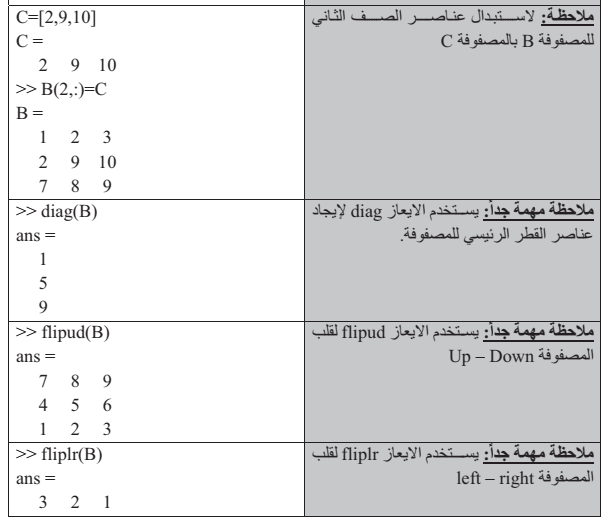 ملاحظة: لاستبدال عناصر الصف الثاني
للمصفوفة B بالمصفوفة C
C=[2,9,10]
C =
2 9 10
>> B(2,:)=C
B =
1 2 3
2 9 10
7 8 9
ملاحظة مهمة جداً: يستخدم الايعاز diag لإيجاد
عناصر القطر الرئيسي للمصفوفة.
>> diag(B)
ans =
1
5
9
ملاحظة مهمة جداً: يستخدم الايعاز flipud لقلب
المصفوفة Up – Down
>> flipud(B)
ans =
7 8 9
4 5 6
1 2 3
ملاحظة مهمة جداً: يستخدم الايعاز fliplr لقلب
المصفوفة left – right
>> fliplr(B)
ans =
3 2 1